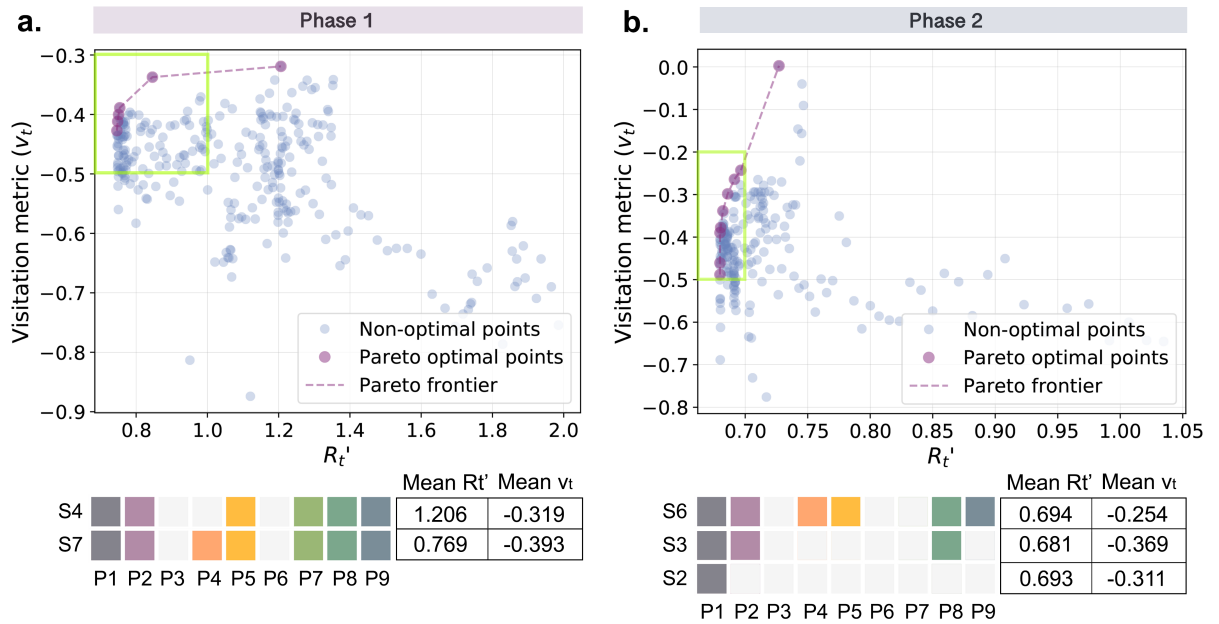 a.
Phase 1
−0.3
−0.4
−0.5
−0.6
−0.7
−0.8
−0.9
Visitation metric (vt)
0.8 1.0 1.2 1.4 1.6 1.8 2.0
Rt'
Non-optimal points
Pareto optimal points
Pareto frontier
Mean Rt’ Mean vt
S4 1.206 -0.319
S7 0.769 -0.393
P1 P2 P3 P4 P5 P6 P7 P8 P9
b.
Phase 2
0.0
−0.1
−0.2
−0.3
−0.4
−0.5
−0.6
−0.7
−0.8
Visitation metric (vt)
0.70 0.75 0.80 0.85 0.90 0.95 1.00 1.05
Rt'
Non-optimal points
Pareto optimal points
Pareto frontier
Mean Rt’ Mean vt
S6 0.694 -0.254
S3 0.681 -0.369
S2 0.693 -0.311
P1 P2 P3 P4 P5 P6 P7 P8 P9